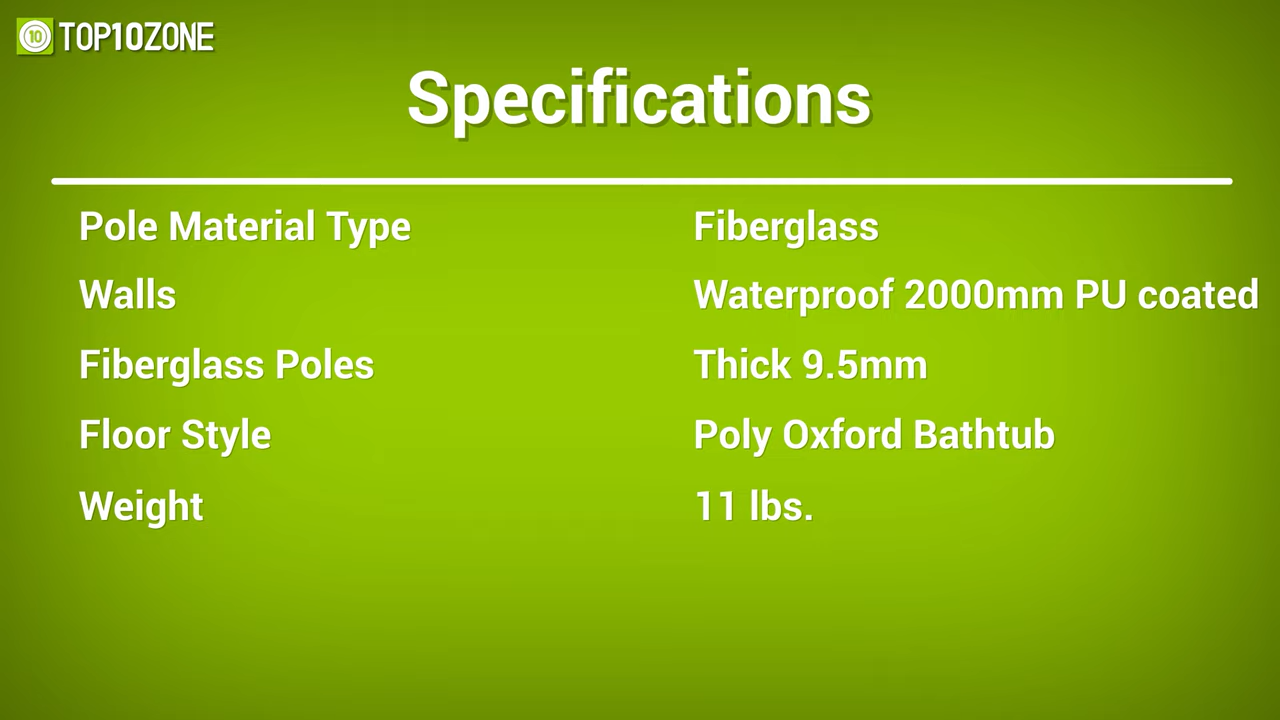 10 TOP10ZONE
Specifications
Pole Material Type Fiberglass
Walls Waterproof 2000mm PU coated
Fiberglass Poles Thick 9.5mm
Floor Style Poly Oxford Bathtub
Weight 11 lbs.